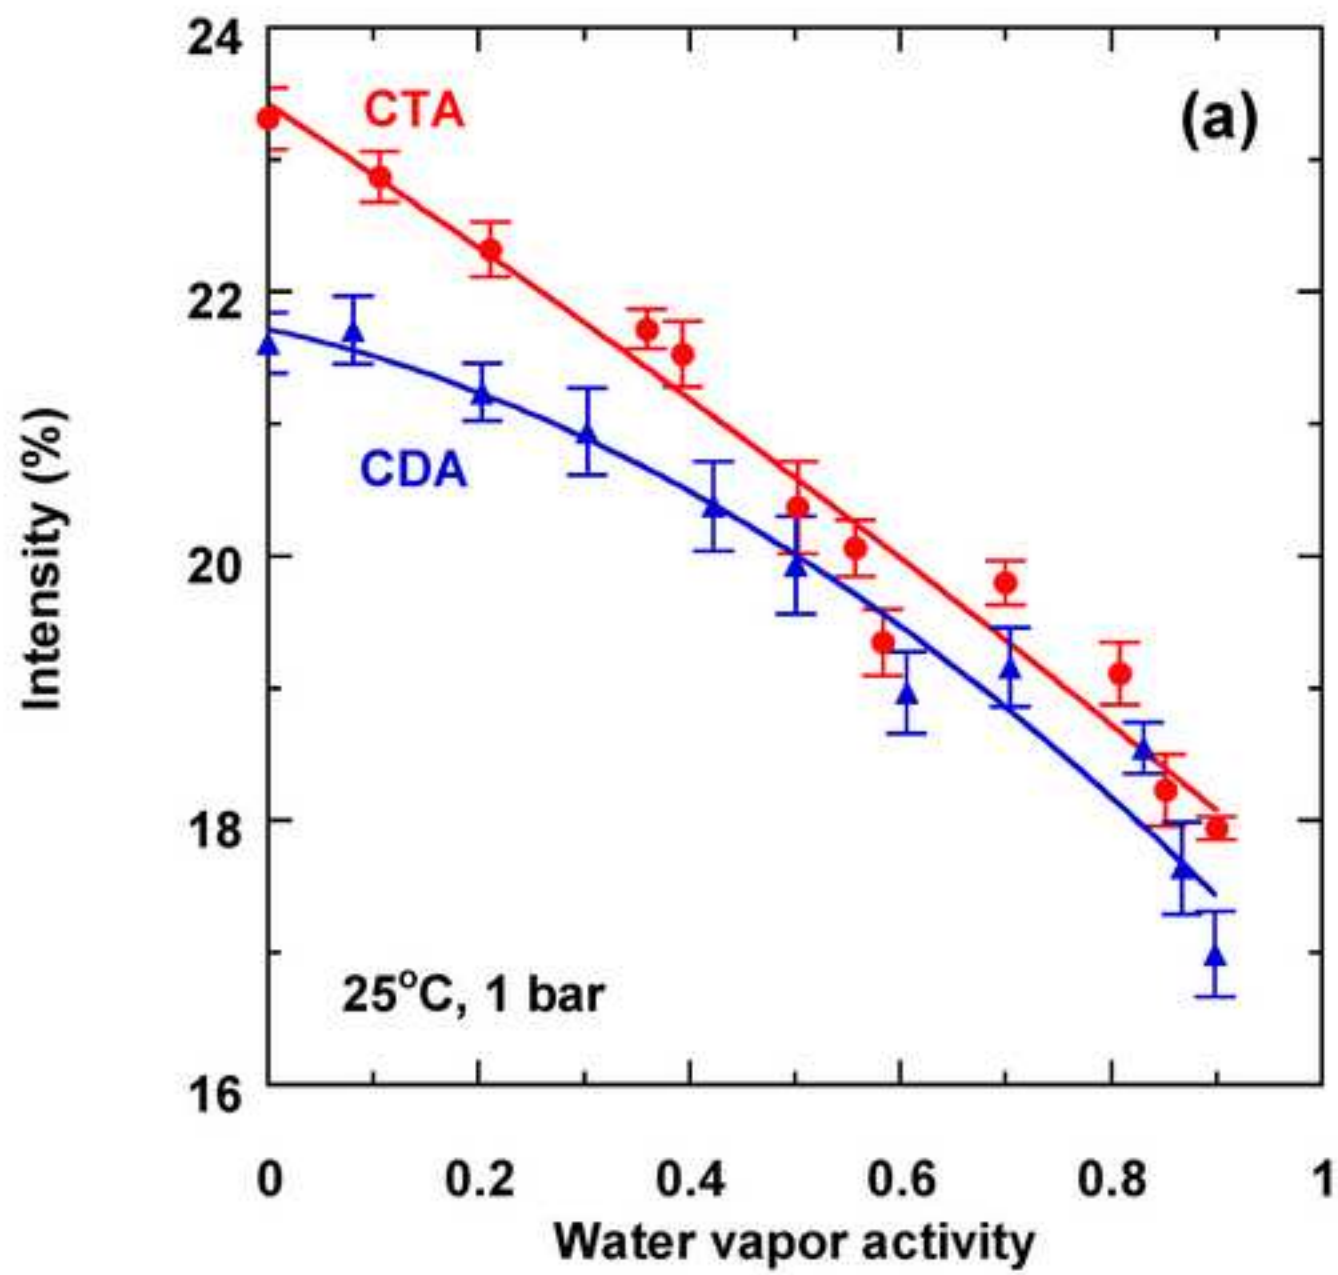 24
CTA
(a)
22
CDA
Intensity (%)
20
18
25°C, 1 bar
16
0 0.2 0.4 0.6 0.8 1
Water vapor activity